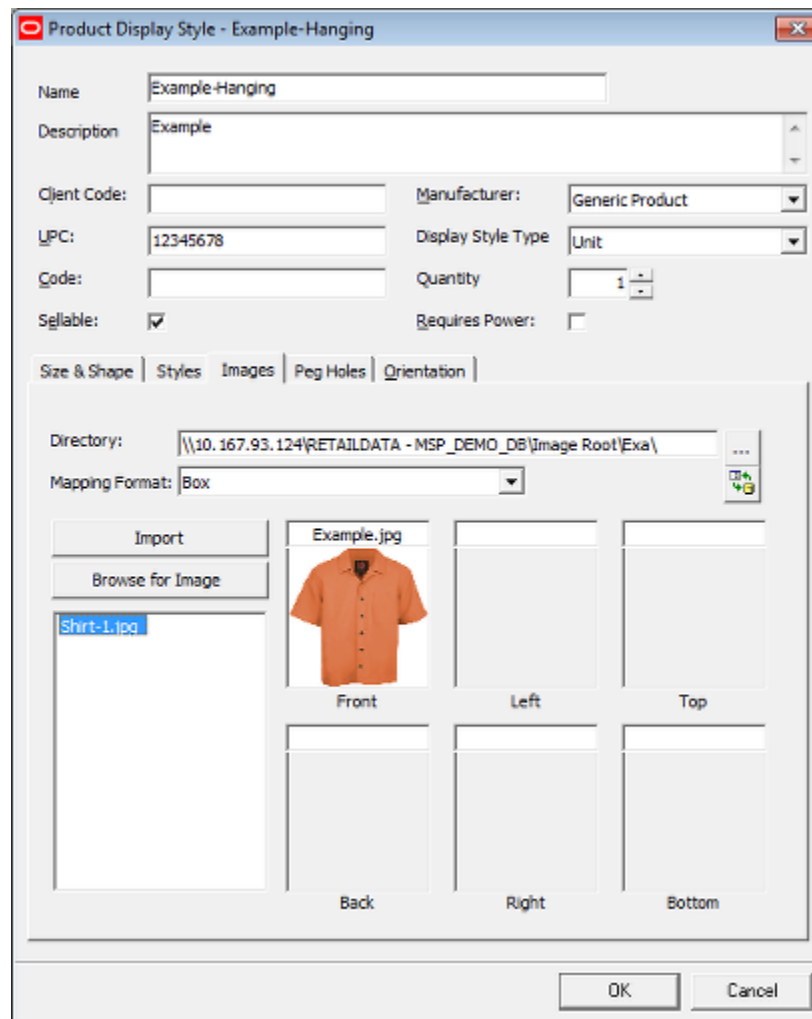 Product Display Style - Example-Hanging
Name Example-Hanging
Description Example
Client Code: Manufacturer: Generic Product
UPC: 12345678 Display Style Type Unit
Code: Quantity 1
Sellable: Requires Power:
Size & Shape Styles Images Peg Holes Orientation
Directory: \\10.167.93.124\RETAILDATA - MSP_DEMO_DB\Image Root\Exa\ ...
Mapping Format: Box
Import Example.jpg
Browse for Image
Shirt-1.jpg
Front Left Top
Back Right Bottom
OK Cancel